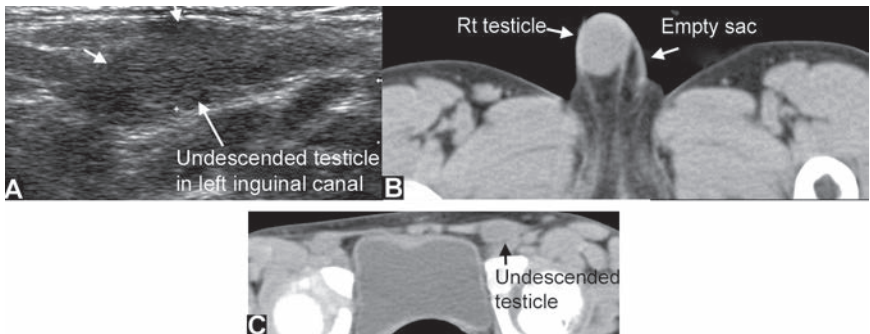 Undescended testicle
in left inguinal canal
A
Rt testicle
Empty sac
B
Undescended
testicle
C